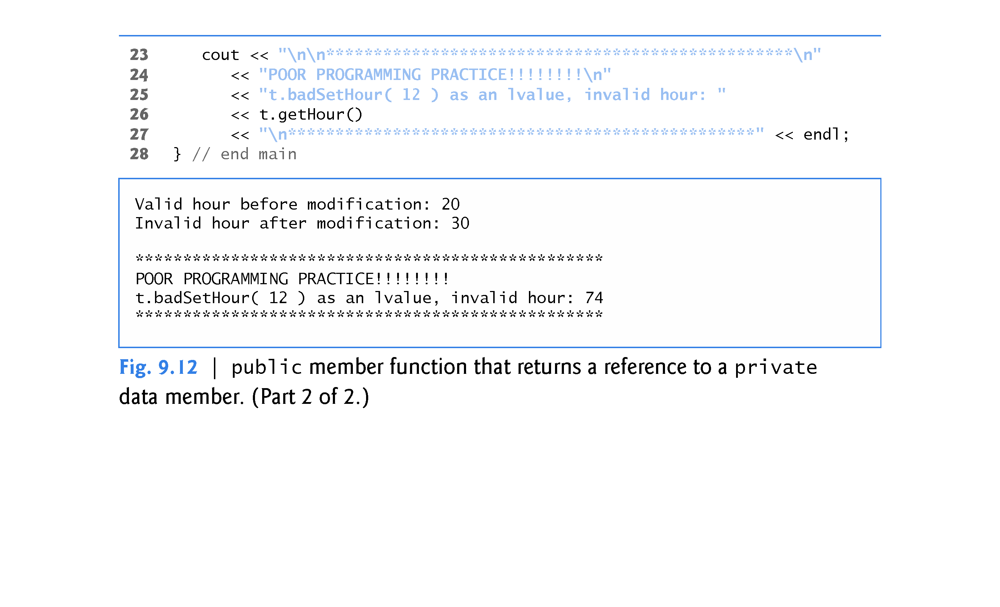 23 cout << "\n\n*************************************************\n"
24 << "POOR PROGRAMMING PRACTICE!!!!!!!!\n"
25 << "t.badSetHour( 12 ) as an lvalue, invalid hour: "
26 << t.getHour()
27 << "\n*************************************************" << endl;
28 } // end main
Valid hour before modification: 20
Invalid hour after modification: 30
*************************************************
POOR PROGRAMMING PRACTICE!!!!!!!!
t.badSetHour( 12 ) as an lvalue, invalid hour: 74
*************************************************
Fig. 9.12 | public member function that returns a reference to a private
data member. (Part 2 of 2.)